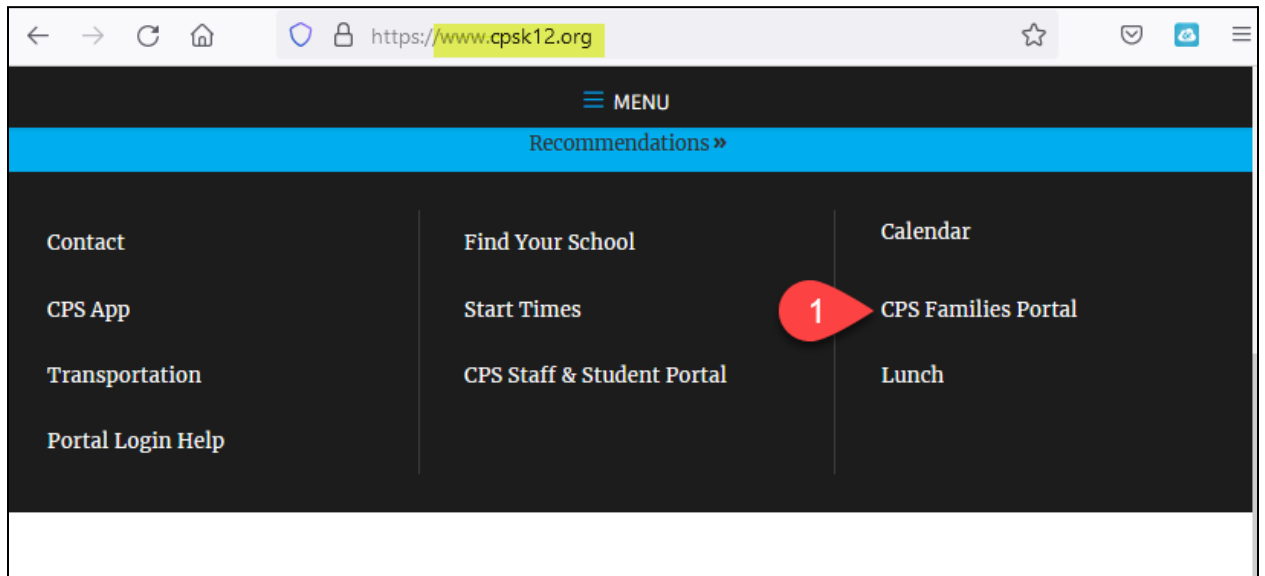 https://www.cpsk12.org
MENU
Recommendations »
Contact
CPS App
Transportation
Portal Login Help
Find Your School
Start Times
CPS Staff & Student Portal
Calendar
1
CPS Families Portal
Lunch